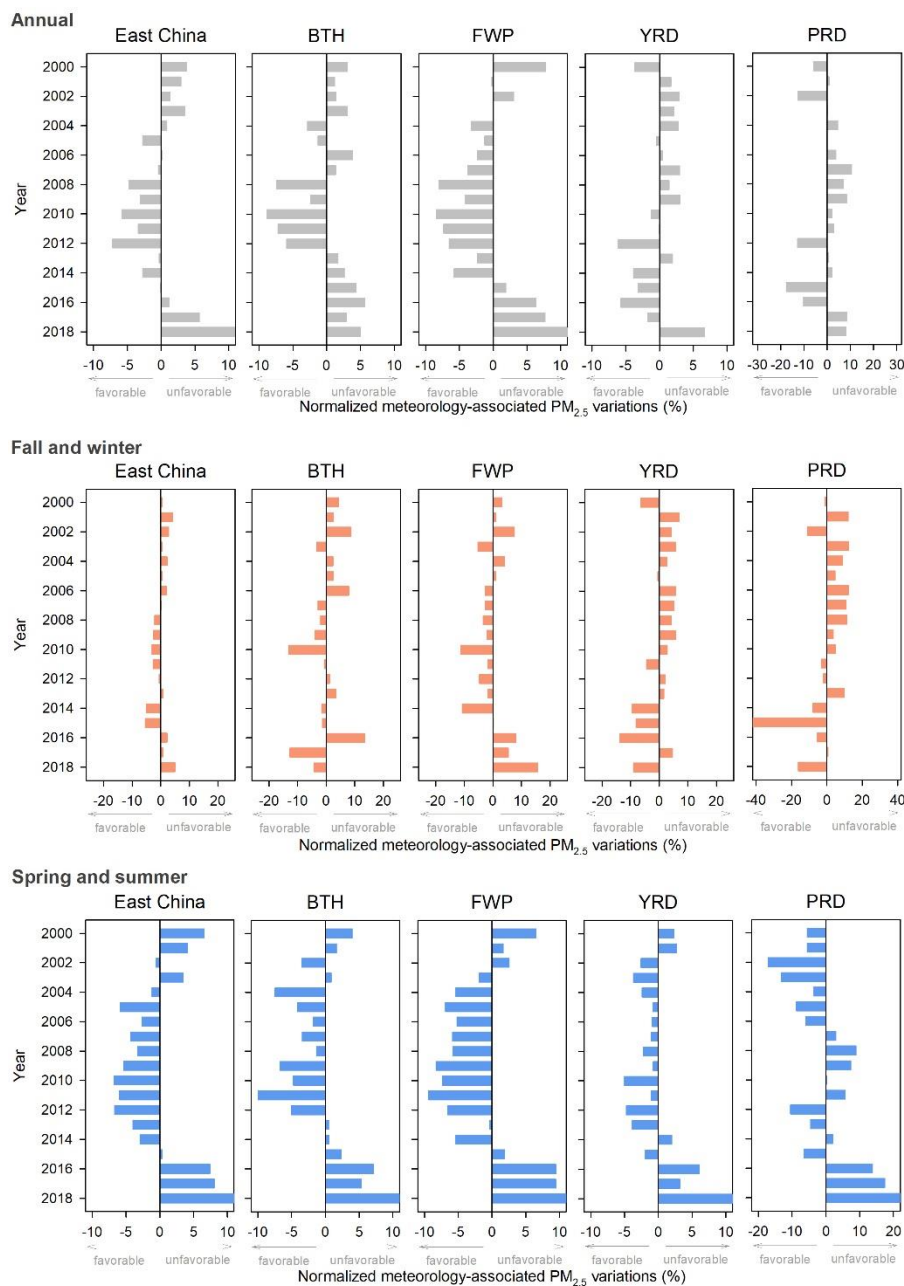 Annual
East China BTH FWP YRD PRD
Year
2000
2002
2004
2006
2008
2010
2012
2014
2016
2018
-10 -5 0 5 10 -10 -5 0 5 10 -10 -5 0 5 10 -10 -5 0 5 10 -30 -20 -10 0 10 20 30
favorable unfavorable favorable unfavorable favorable unfavorable favorable unfavorable favorable unfavorable
Normalized meteorology-associated PM2.5 variations (%)
Fall and winter
East China BTH FWP YRD PRD
Year
2000
2002
2004
2006
2008
2010
2012
2014
2016
2018
-20 -10 0 10 20 -20 -10 0 10 20 -20 -10 0 10 20 -20 -10 0 10 20 -40 -20 0 20 40
favorable unfavorable favorable unfavorable favorable unfavorable favorable unfavorable favorable unfavorable
Normalized meteorology-associated PM2.5 variations (%)
Spring and summer
East China BTH FWP YRD PRD
Year
2000
2002
2004
2006
2008
2010
2012
2014
2016
2018
-10 -5 0 5 10 -10 -5 0 5 10 -10 -5 0 5 10 -10 -5 0 5 10 -20 -10 0 10 20
favorable unfavorable favorable unfavorable favorable unfavorable favorable unfavorable favorable unfavorable
Normalized meteorology-associated PM2.5 variations (%)